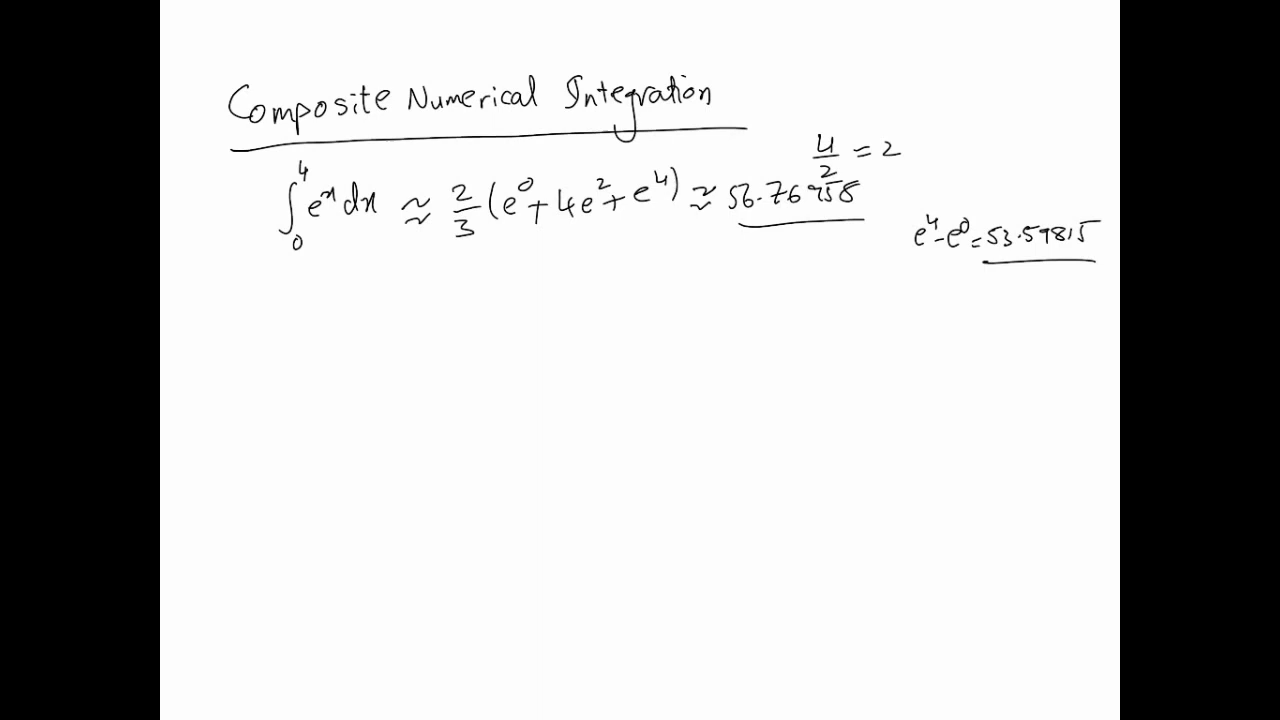 Composite Numerical Integration
4/2 = 2
∫₀⁴ eˣ dx ≈ 2/3 (e⁰ + 4e² + e⁴) ≈ 56.76958
e⁴ - e⁰ = 53.59815